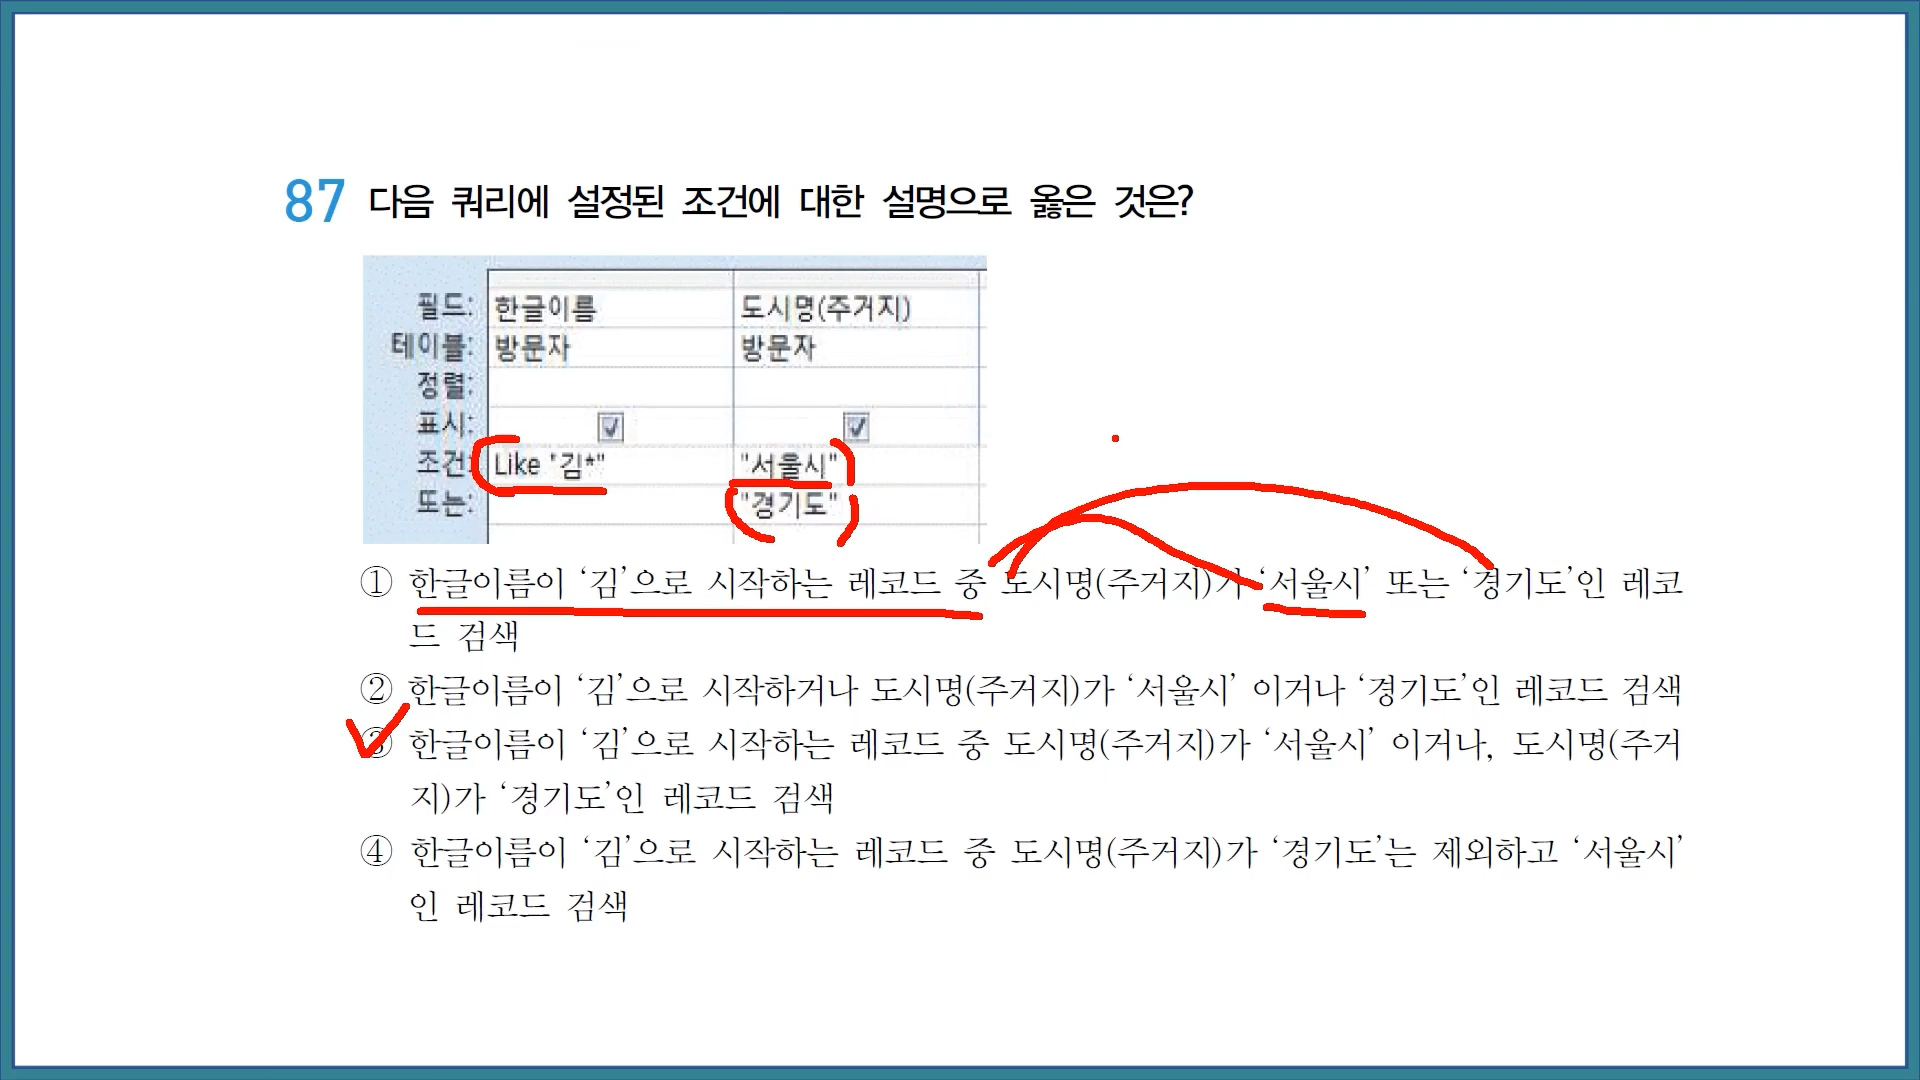 87 다음 쿼리에 설정된 조건에 대한 설명으로 옳은 것은?
필드: 한글이름 도시명(주거지)
테이블: 방문자 방문자
정렬:
표시:
조건: Like "김*" "서울시"
또는: "경기도"
① 한글이름이 ‘김’으로 시작하는 레코드 중 도시명(주거지)가 ‘서울시’ 또는 ‘경기도’인 레코
드 검색
② 한글이름이 ‘김’으로 시작하거나 도시명(주거지)가 ‘서울시’ 이거나 ‘경기도’인 레코드 검색
③ 한글이름이 ‘김’으로 시작하는 레코드 중 도시명(주거지)가 ‘서울시’ 이거나, 도시명(주거
지)가 ‘경기도’인 레코드 검색
④ 한글이름이 ‘김’으로 시작하는 레코드 중 도시명(주거지)가 ‘경기도’는 제외하고 ‘서울시’
인 레코드 검색